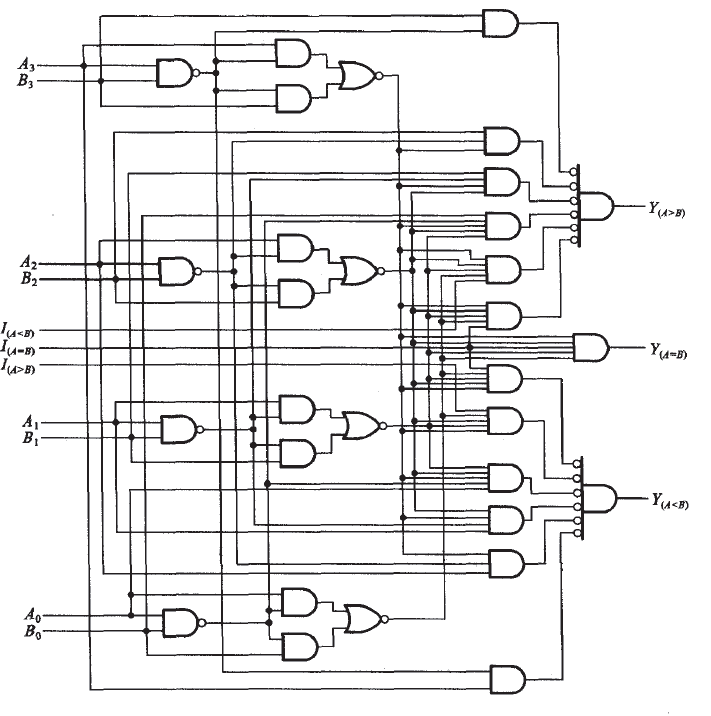 A3
B3
Y(A>B)
A2
B2
I(A<B)
I(A=B)
I(A>B)
Y(A=B)
A1
B1
Y(A<B)
A0
B0